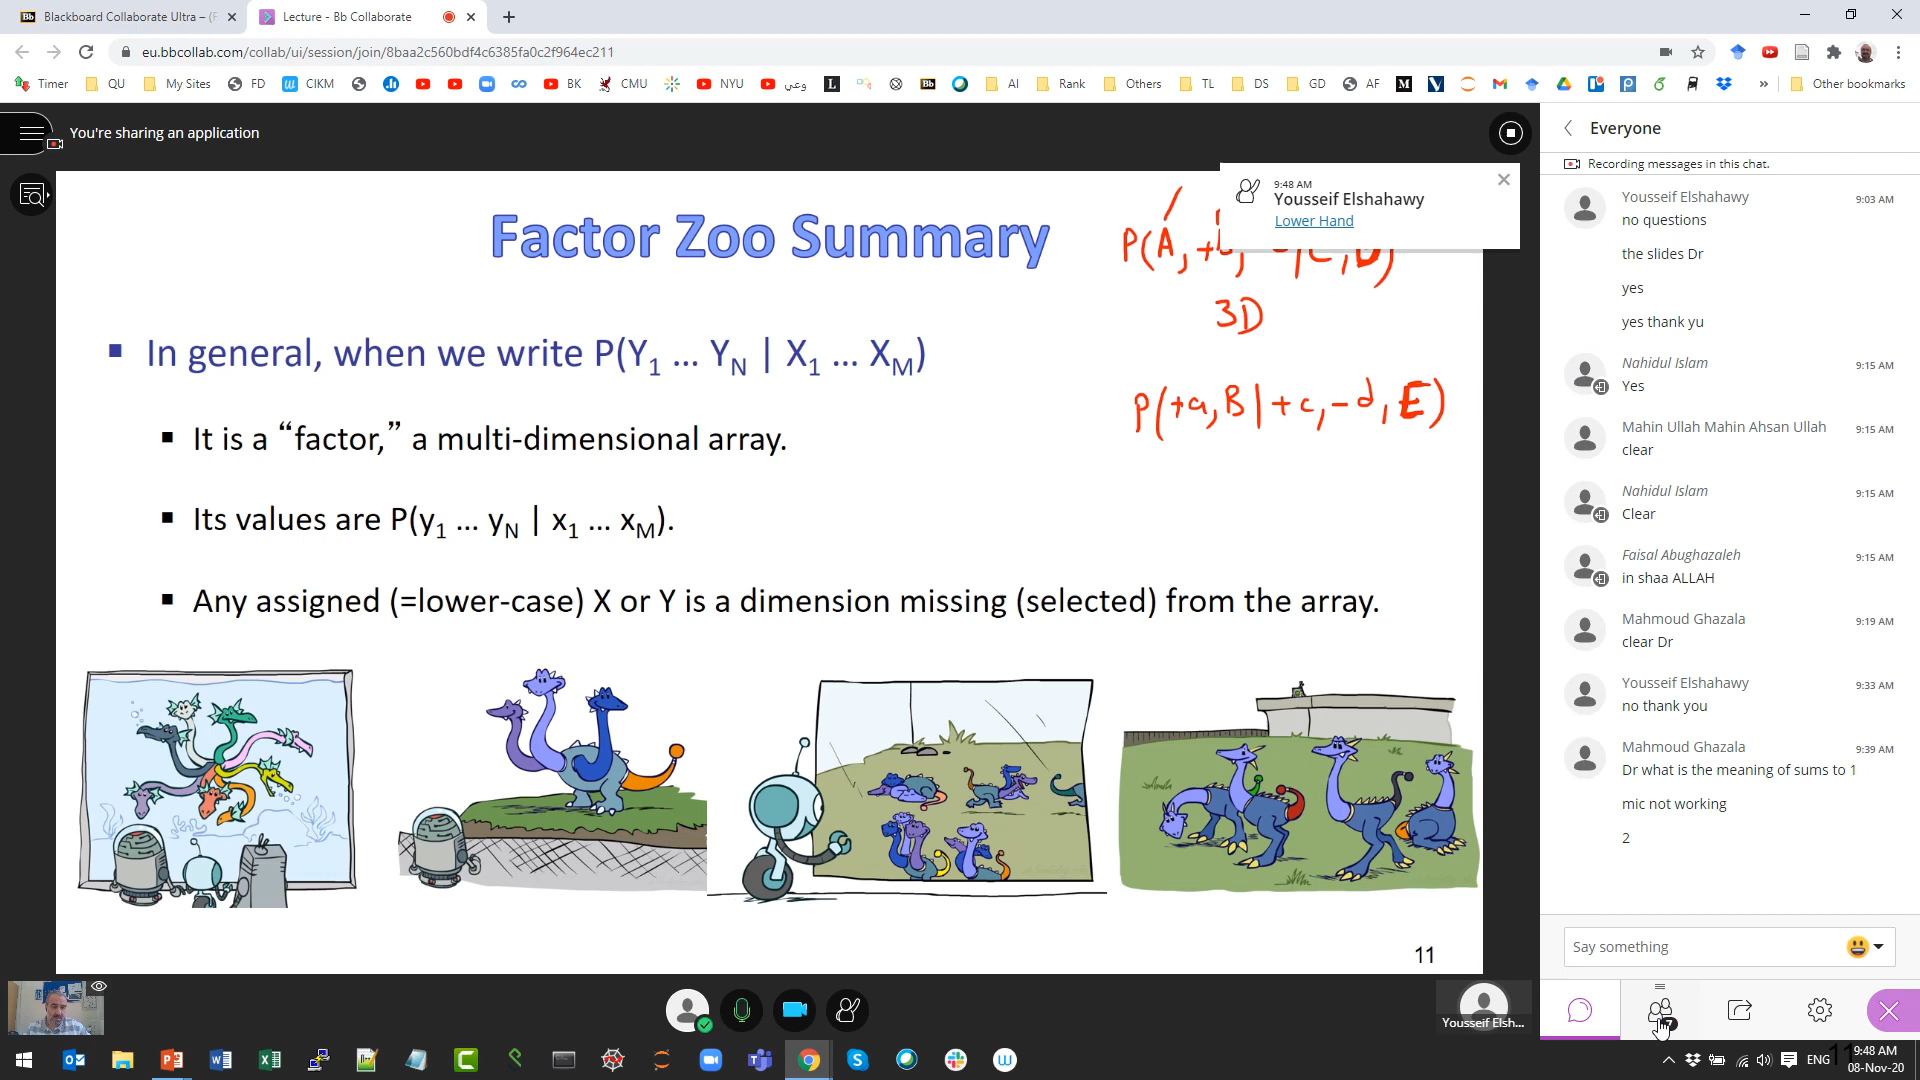 Blackboard Collaborate Ultra – (F
Lecture - Bb Collaborate
eu.bbcollab.com/collab/ui/session/join/8baa2c560bdf4c6385fa0c2f964ec211
Timer QU My Sites FD CIKM BK CMU NYU وعي L Bb AI Rank Others TL DS GD AF M V » Other bookmarks
You're sharing an application
9:48 AM
Yousseif Elshahawy
Lower Hand
Factor Zoo Summary
3D
▪ In general, when we write P(Y1 … YN | X1 … XM)
P(+a, B | +c, -d, E)
▪ It is a “factor,” a multi-dimensional array.
▪ Its values are P(y1 … yN | x1 … xM).
▪ Any assigned (=lower-case) X or Y is a dimension missing (selected) from the array.
11
Yousseif Elsh...
Everyone
Recording messages in this chat.
Yousseif Elshahawy 9:03 AM
no questions
the slides Dr
yes
yes thank yu
Nahidul Islam 9:15 AM
Yes
Mahin Ullah Mahin Ahsan Ullah 9:15 AM
clear
Nahidul Islam 9:15 AM
Clear
Faisal Abughazaleh 9:15 AM
in shaa ALLAH
Mahmoud Ghazala 9:19 AM
clear Dr
Yousseif Elshahawy 9:33 AM
no thank you
Mahmoud Ghazala 9:39 AM
Dr what is the meaning of sums to 1
mic not working
2
Say something
7
ENG
9:48 AM
08-Nov-20